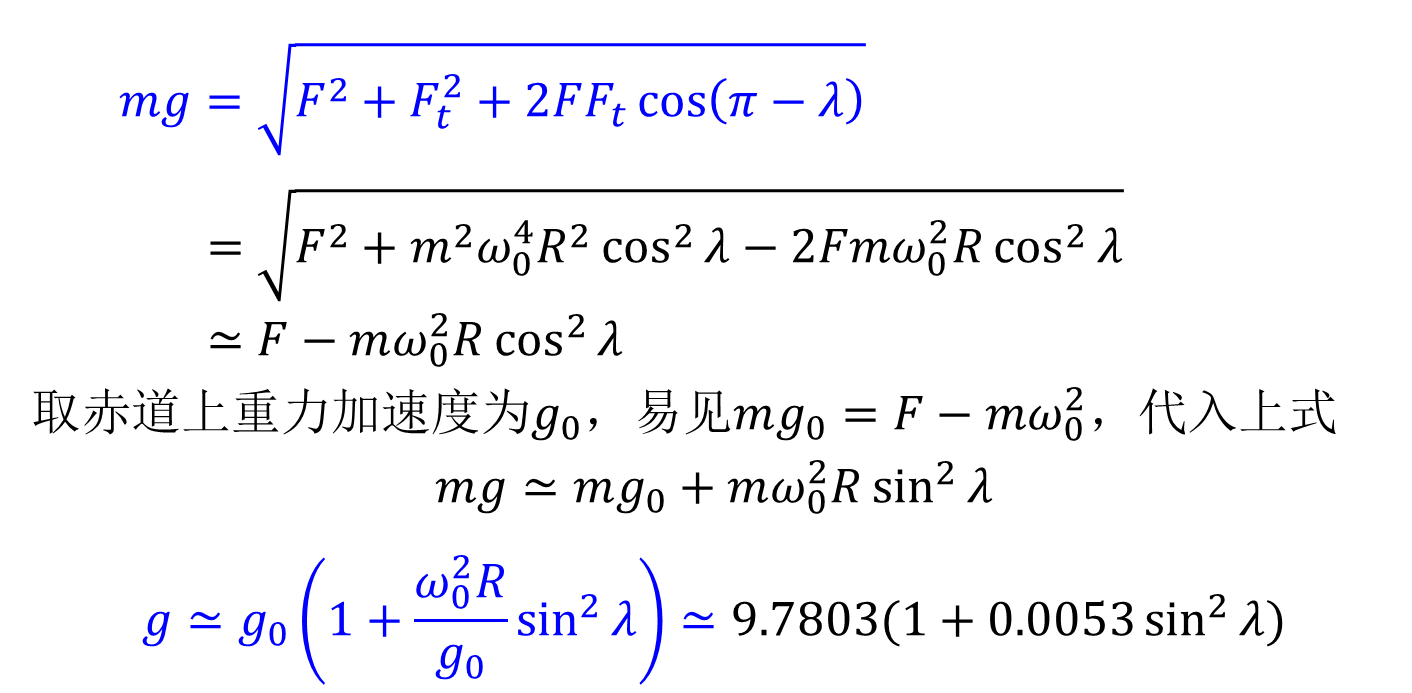 mg = √(F² + F_t² + 2FF_t cos(π − λ))
= √(F² + m²ω₀⁴R² cos² λ − 2Fmω₀²R cos² λ)
≃ F − mω₀²R cos² λ
取赤道上重力加速度为g₀，易见mg₀ = F − mω₀²，代入上式
mg ≃ mg₀ + mω₀²R sin² λ
g ≃ g₀(1 + ω₀²R/g₀ sin² λ) ≃ 9.7803(1 + 0.0053 sin² λ)